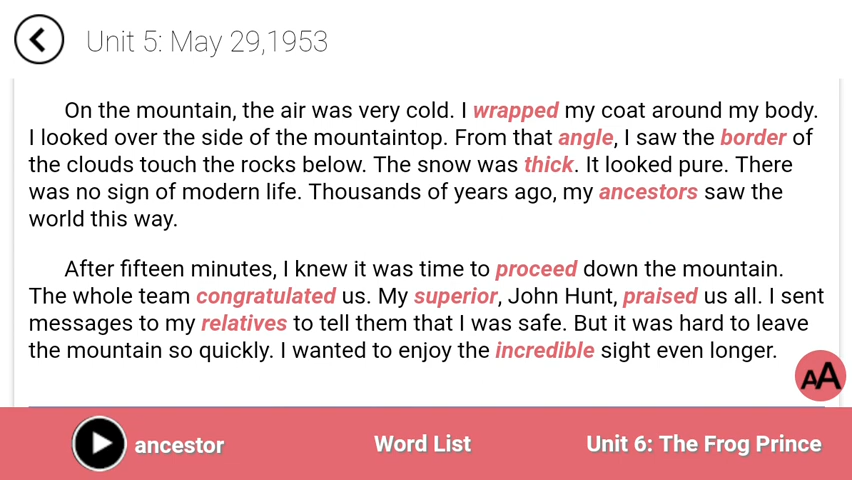 Unit 5: May 29,1953
On the mountain, the air was very cold. I wrapped my coat around my body.
I looked over the side of the mountaintop. From that angle, I saw the border of
the clouds touch the rocks below. The snow was thick. It looked pure. There
was no sign of modern life. Thousands of years ago, my ancestors saw the
world this way.
After fifteen minutes, I knew it was time to proceed down the mountain.
The whole team congratulated us. My superior, John Hunt, praised us all. I sent
messages to my relatives to tell them that I was safe. But it was hard to leave
the mountain so quickly. I wanted to enjoy the incredible sight even longer.
AA
ancestor
Word List
Unit 6: The Frog Prince